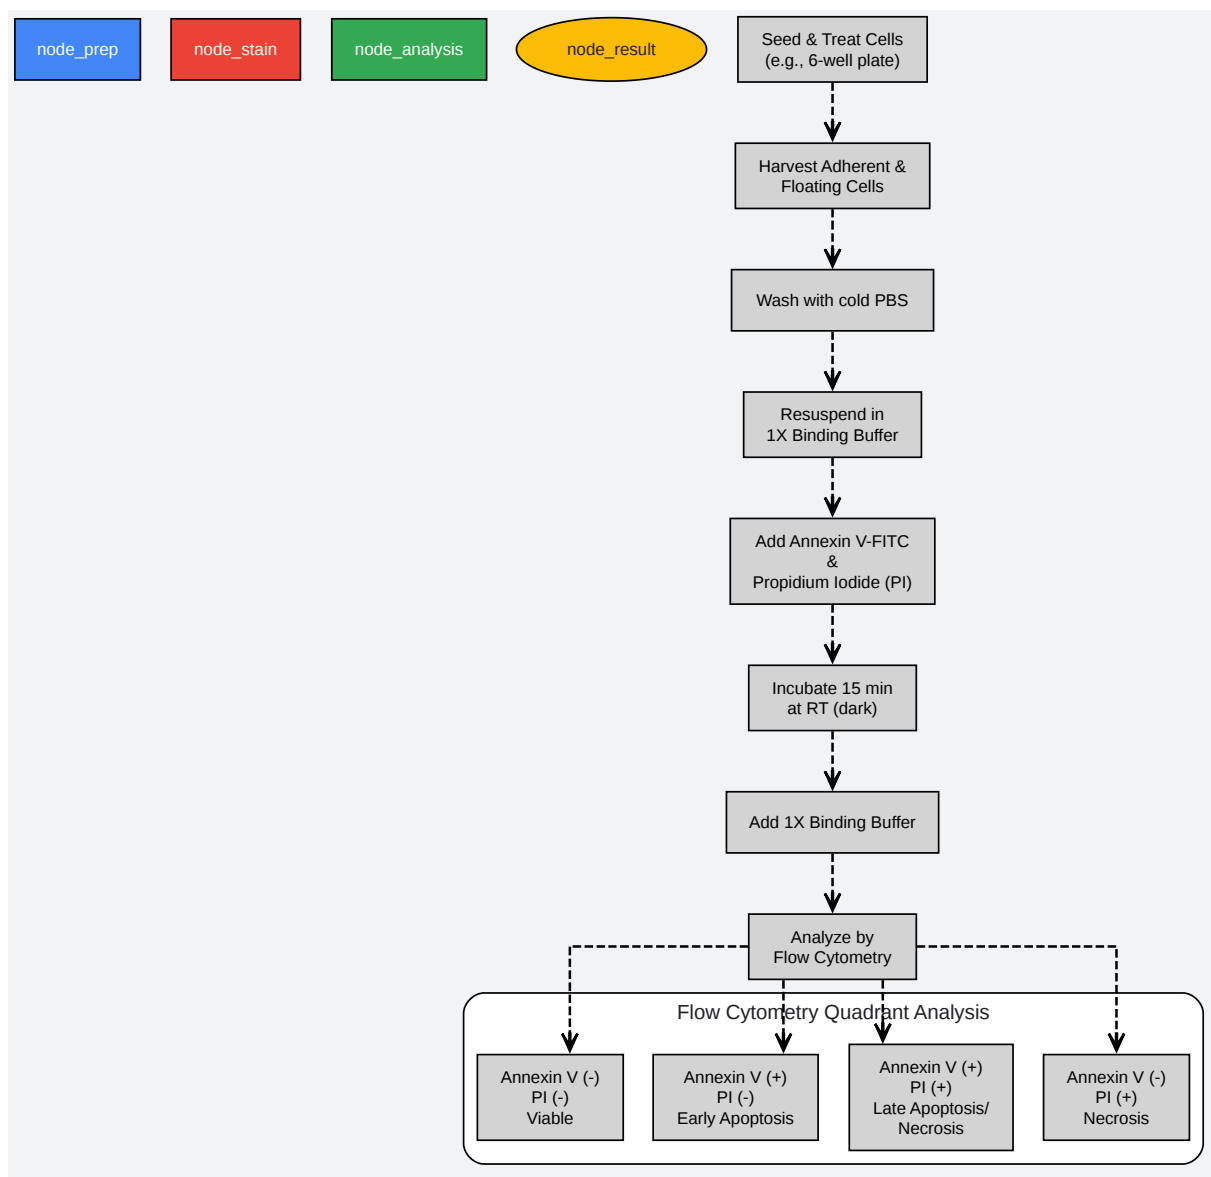 node_prep
node_stain
node_analysis
node_result
Seed & Treat Cells
(e.g., 6-well plate)
Harvest Adherent &
Floating Cells
Wash with cold PBS
Resuspend in
1X Binding Buffer
Add Annexin V-FITC
&
Propidium Iodide (PI)
Incubate 15 min
at RT (dark)
Add 1X Binding Buffer
Analyze by
Flow Cytometry
Flow Cytometry Quadrant Analysis
Annexin V (-)
PI (-)
Viable
Annexin V (+)
PI (-)
Early Apoptosis
Annexin V (+)
PI (+)
Late Apoptosis/
Necrosis
Annexin V (-)
PI (+)
Necrosis